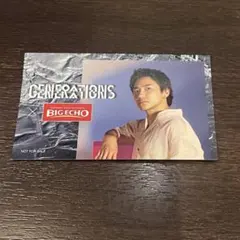 GENERATIONS
BIG ECHO
NOT FOR SALE